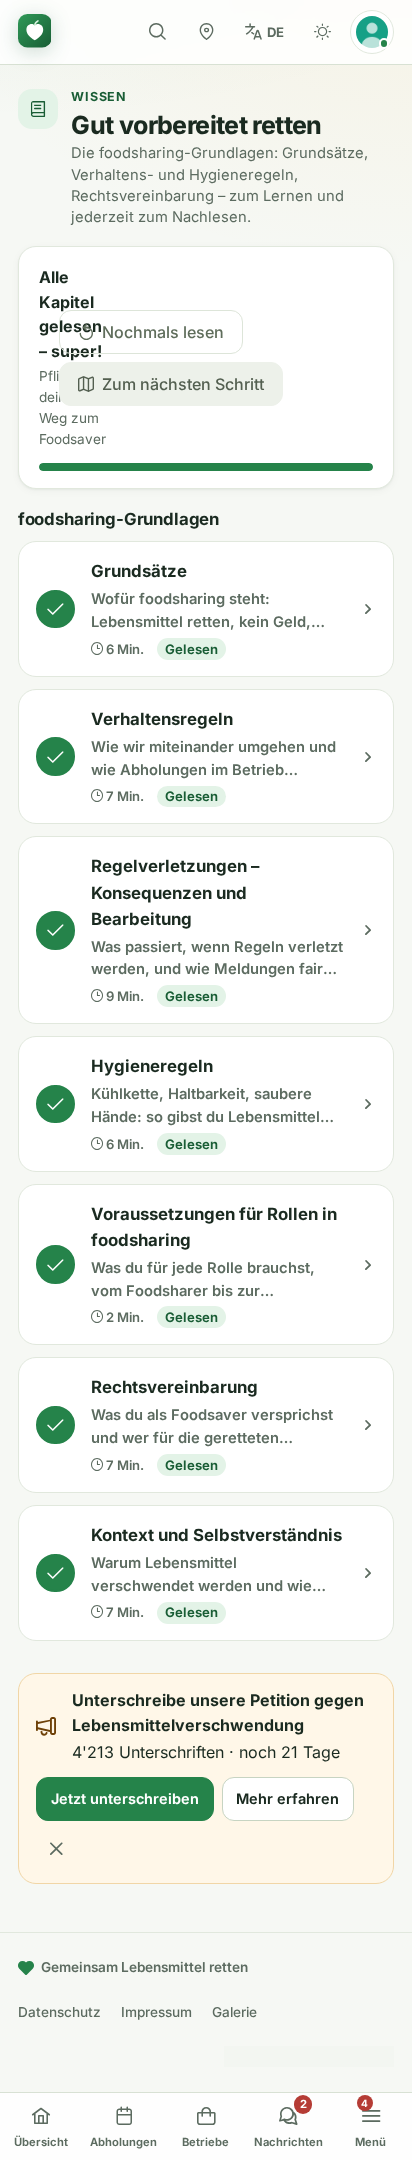 DE
WISSEN
Gut vorbereitet retten
Die foodsharing-Grundlagen: Grundsätze,
Verhaltens- und Hygieneregeln,
Rechtsvereinbarung – zum Lernen und
jederzeit zum Nachlesen.
Alle
Kapitel
gelesen
– super!
Nochmals lesen
Zum nächsten Schritt
Weg zum
Foodsaver
foodsharing-Grundlagen
Grundsätze
Wofür foodsharing steht:
Lebensmittel retten, kein Geld,...
6 Min. Gelesen
Verhaltensregeln
Wie wir miteinander umgehen und
wie Abholungen im Betrieb...
7 Min. Gelesen
Regelverletzungen –
Konsequenzen und
Bearbeitung
Was passiert, wenn Regeln verletzt
werden, und wie Meldungen fair...
9 Min. Gelesen
Hygieneregeln
Kühlkette, Haltbarkeit, saubere
Hände: so gibst du Lebensmittel...
6 Min. Gelesen
Voraussetzungen für Rollen in
foodsharing
Was du für jede Rolle brauchst,
vom Foodsharer bis zur...
2 Min. Gelesen
Rechtsvereinbarung
Was du als Foodsaver versprichst
und wer für die geretteten...
7 Min. Gelesen
Kontext und Selbstverständnis
Warum Lebensmittel
verschwendet werden und wie...
7 Min. Gelesen
Unterschreibe unsere Petition gegen
Lebensmittelverschwendung
4'213 Unterschriften · noch 21 Tage
Jetzt unterschreiben Mehr erfahren
Gemeinsam Lebensmittel retten
Datenschutz Impressum Galerie
2 4
Übersicht Abholungen Betriebe Nachrichten Menü